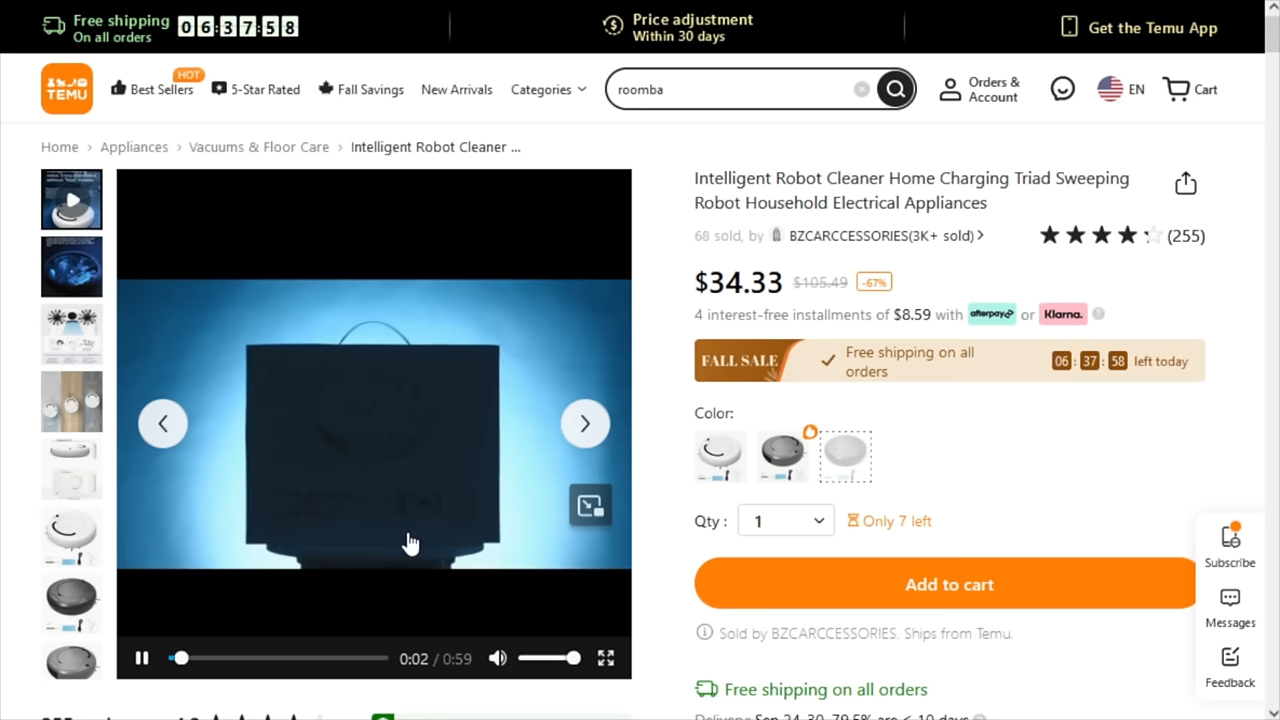 Free shipping
On all orders
06:37:58
Price adjustment
Within 30 days
Get the Temu App
TEMU
Best Sellers
HOT
5-Star Rated
Fall Savings
New Arrivals
Categories
roomba
Orders &
Account
EN
Cart
Home › Appliances › Vacuums & Floor Care › Intelligent Robot Cleaner ...
Intelligent Robot Cleaner Home Charging Triad Sweeping
Robot Household Electrical Appliances
68 sold, by BZCARCCESSORIES(3K+ sold) >
(255)
$34.33 $105.49 -67%
4 interest-free installments of $8.59 with afterpay or Klarna.
FALL SALE
Free shipping on all
orders
06 : 37 : 58 left today
Color:
Qty : 1
Only 7 left
Add to cart
Sold by BZCARCCESSORIES. Ships from Temu.
Free shipping on all orders
0:02 / 0:59
Subscribe
Messages
Feedback